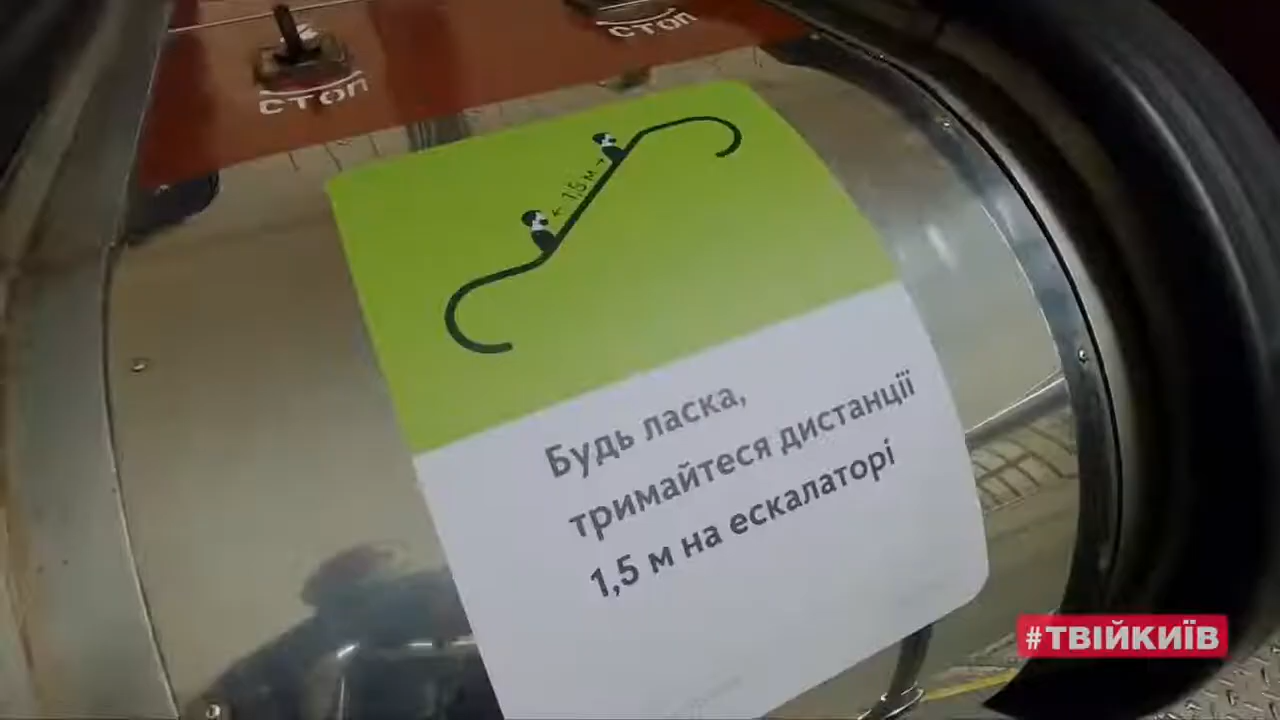 СТОП
СТОП
1,5 м
Будь ласка,
тримайтеся дистанції
1,5 м на ескалаторі
#ТВІЙКИЇВ